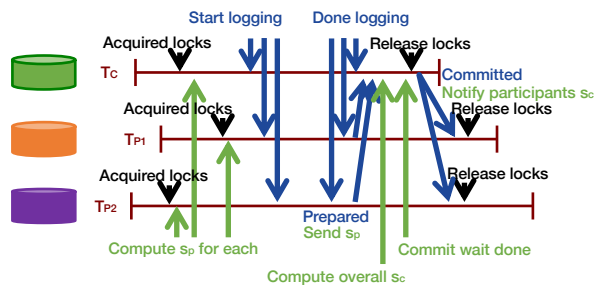 Start logging
Done logging
Acquired locks
Release locks
TC
Committed
Notify participants sc
Acquired locks
Release locks
TP1
Acquired locks
Release locks
TP2
Prepared
Send sp
Compute sp for each
Commit wait done
Compute overall sc